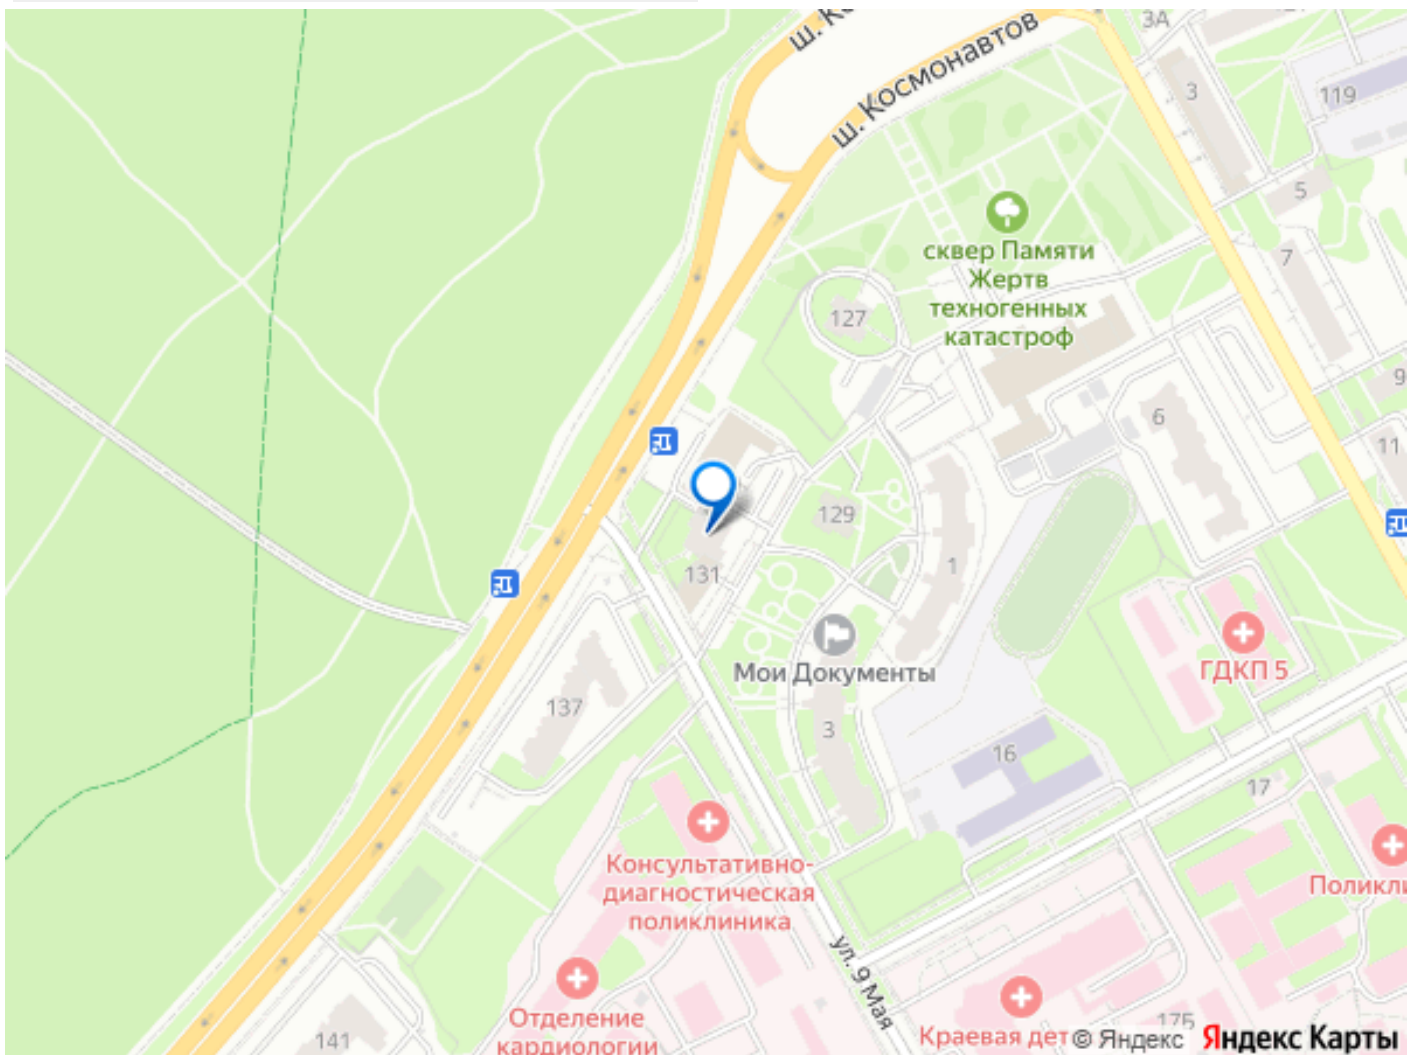 ш. К
3А
ш. Космонавтов
3
119
5
сквер Памяти
Жертв
техногенных
катастроф
7
127
9
6
11
129
131
1
Мои Документы
ГДКП 5
137
3
16
17
Консультативно-
диагностическая
поликлиника
Поликли
ул. 9 Мая
Отделение
кардиологии
141
Краевая дет
175
© Яндекс
Яндекс Карты